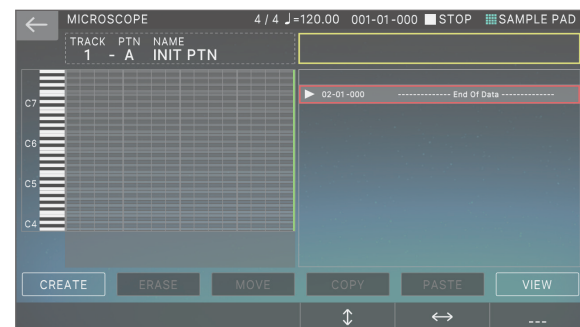 MICROSCOPE 4 / 4 ♩=120.00 001-01-000 STOP SAMPLE PAD
TRACK PTN NAME
1 - A INIT PTN
02-01-000 -------------- End Of Data --------------
C7
C6
C5
C4
CREATE ERASE MOVE COPY PASTE VIEW
---